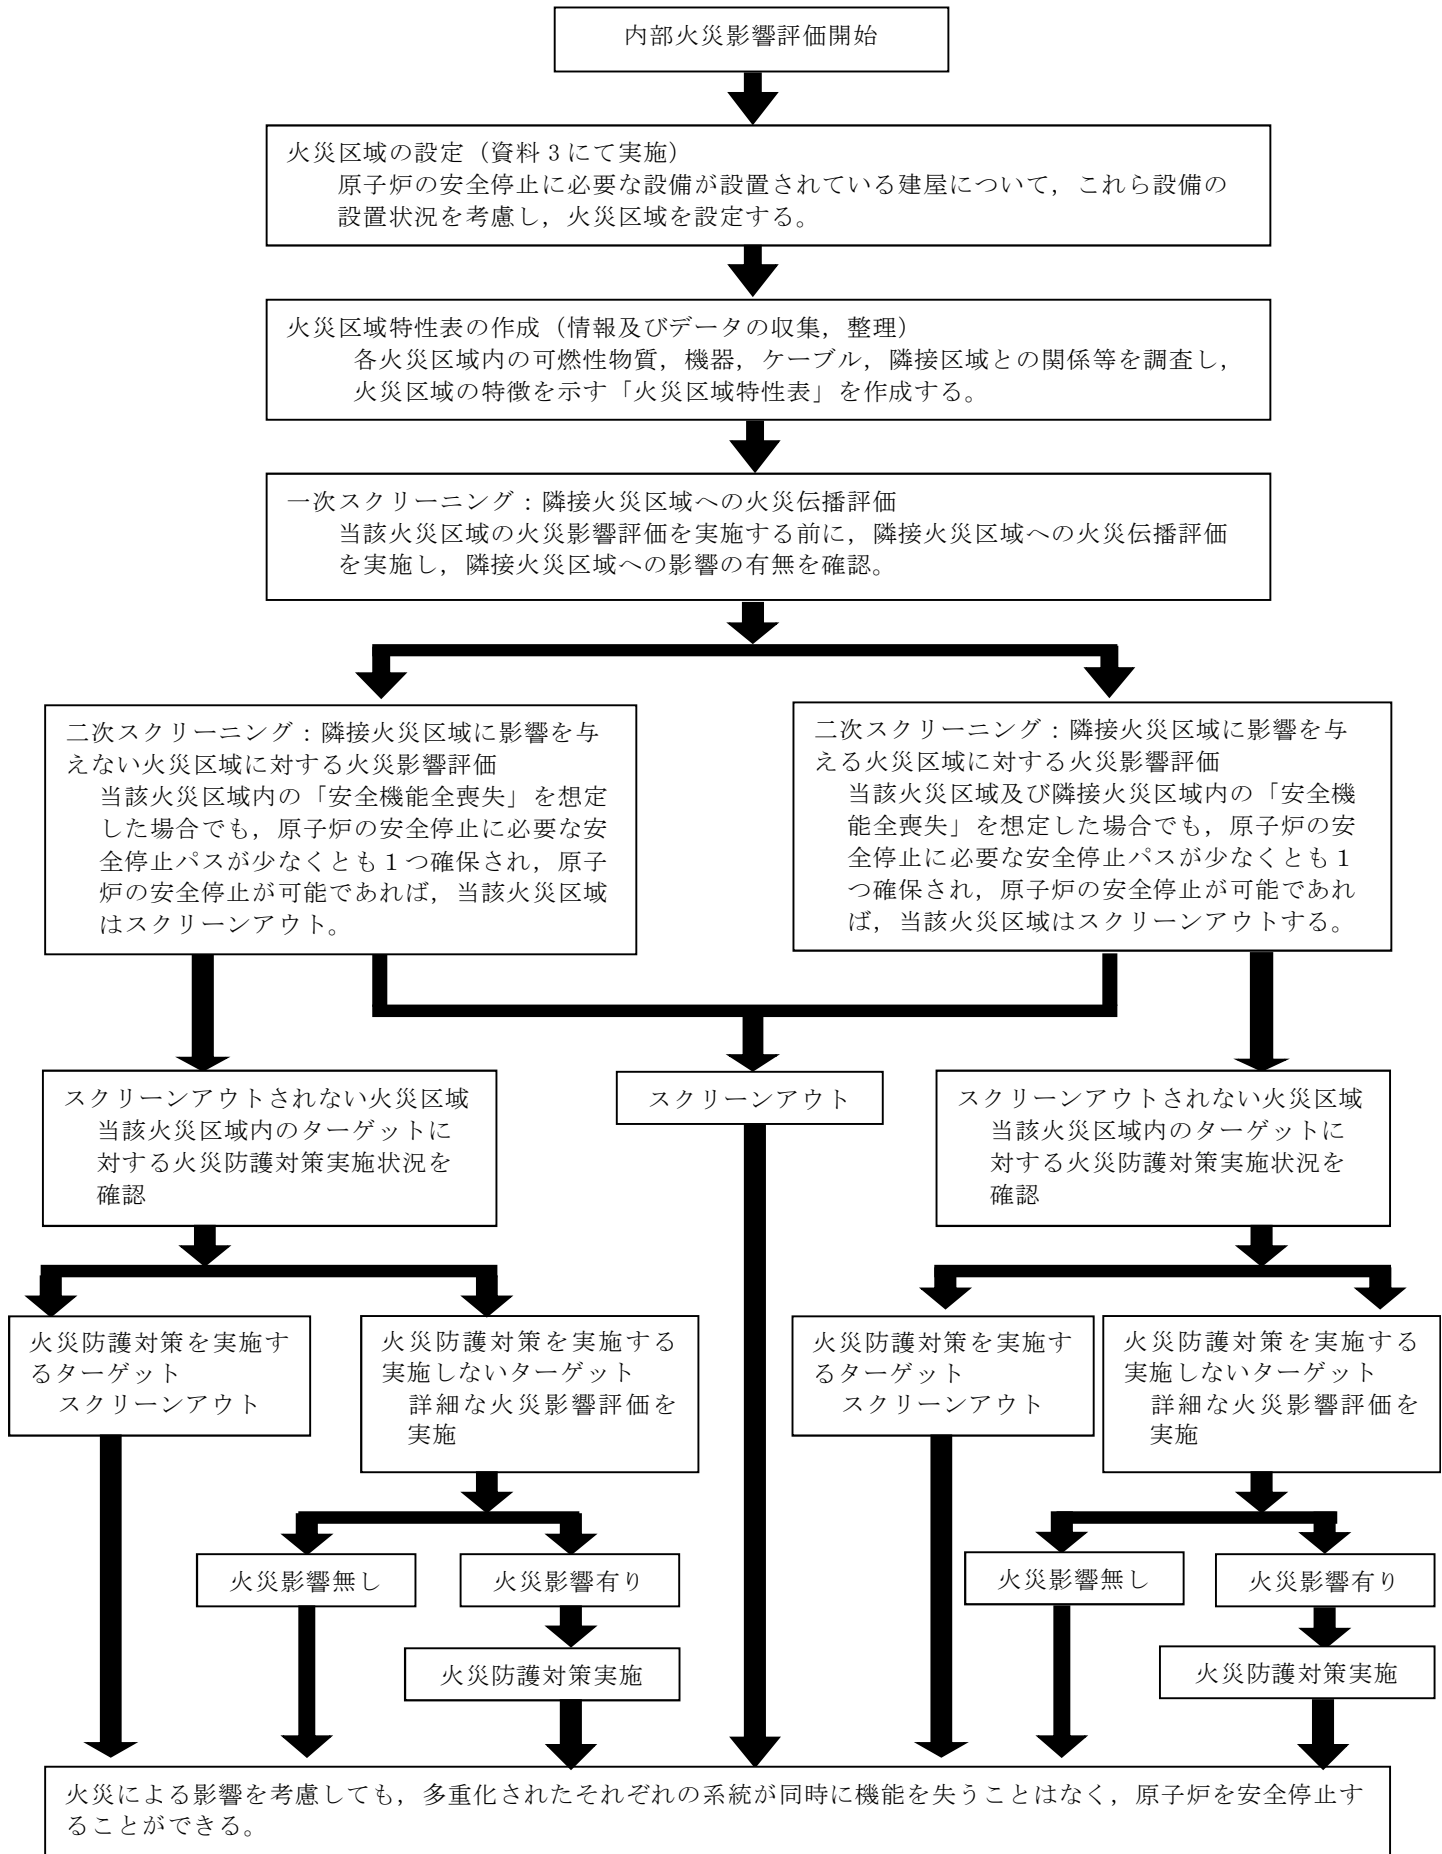 内部火災影響評価開始
火災区域の設定（資料3にて実施）
原子炉の安全停止に必要な設備が設置されている建屋について，これら設備の
設置状況を考慮し，火災区域を設定する。
火災区域特性表の作成（情報及びデータの収集，整理）
各火災区域内の可燃性物質，機器，ケーブル，隣接区域との関係等を調査し，
火災区域の特徴を示す「火災区域特性表」を作成する。
一次スクリーニング：隣接火災区域への火災伝播評価
当該火災区域の火災影響評価を実施する前に，隣接火災区域への火災伝播評価
を実施し，隣接火災区域への影響の有無を確認。
二次スクリーニング：隣接火災区域に影響を与
えない火災区域に対する火災影響評価
当該火災区域内の「安全機能全喪失」を想定
した場合でも，原子炉の安全停止に必要な安
全停止パスが少なくとも１つ確保され，原子
炉の安全停止が可能であれば，当該火災区域
はスクリーンアウト。
二次スクリーニング：隣接火災区域に影響を与
える火災区域に対する火災影響評価
当該火災区域及び隣接火災区域内の「安全機
能全喪失」を想定した場合でも，原子炉の安
全停止に必要な安全停止パスが少なくとも１
つ確保され，原子炉の安全停止が可能であれ
ば，当該火災区域はスクリーンアウトする。
スクリーンアウトされない火災区域
当該火災区域内のターゲットに
対する火災防護対策実施状況を
確認
スクリーンアウト
スクリーンアウトされない火災区域
当該火災区域内のターゲットに
対する火災防護対策実施状況を
確認
火災防護対策を実施す
るターゲット
スクリーンアウト
火災防護対策を実施する
実施しないターゲット
詳細な火災影響評価を
実施
火災防護対策を実施す
るターゲット
スクリーンアウト
火災防護対策を実施する
実施しないターゲット
詳細な火災影響評価を
実施
火災影響無し
火災影響有り
火災影響無し
火災影響有り
火災防護対策実施
火災防護対策実施
火災による影響を考慮しても，多重化されたそれぞれの系統が同時に機能を失うことはなく，原子炉を安全停止す
ることができる。